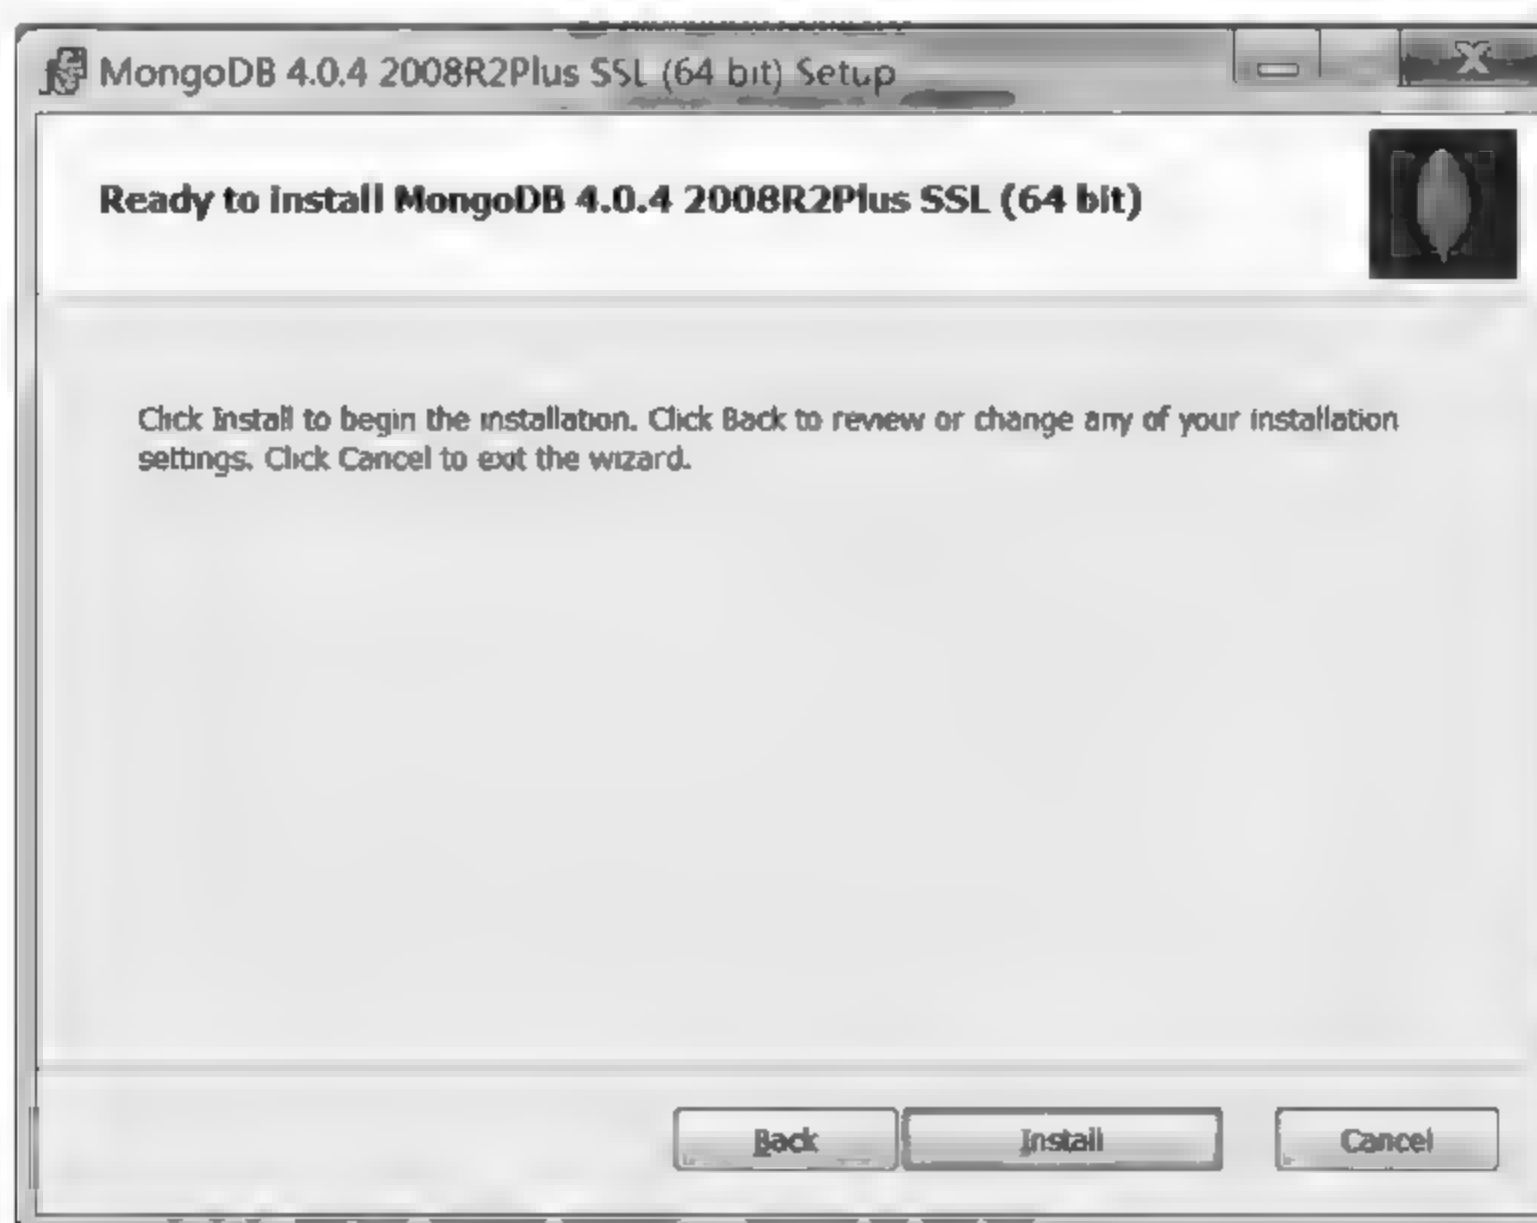 MongoDB 4.0.4 2008R2Plus SSL (64 bit) Setup
Ready to install MongoDB 4.0.4 2008R2Plus SSL (64 bit)
Click Install to begin the installation. Click Back to review or change any of your installation
settings. Click Cancel to exit the wizard.
Back Install Cancel